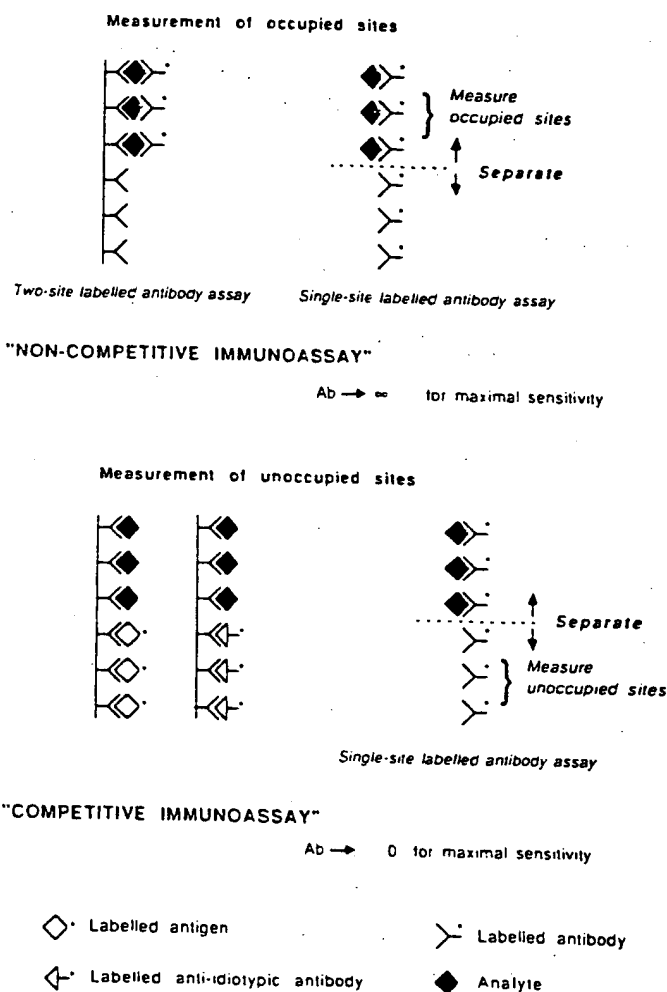 Measurement of occupied sites
Measure
occupied sites
Separate
Two-site labelled antibody assay
Single-site labelled antibody assay
"NON-COMPETITIVE IMMUNOASSAY"
Ab → ∞ for maximal sensitivity
Measurement of unoccupied sites
Separate
Measure
unoccupied sites
Single-site labelled antibody assay
"COMPETITIVE IMMUNOASSAY"
Ab → 0 for maximal sensitivity
Labelled antigen
Labelled antibody
Labelled anti-idiotypic antibody
Analyte